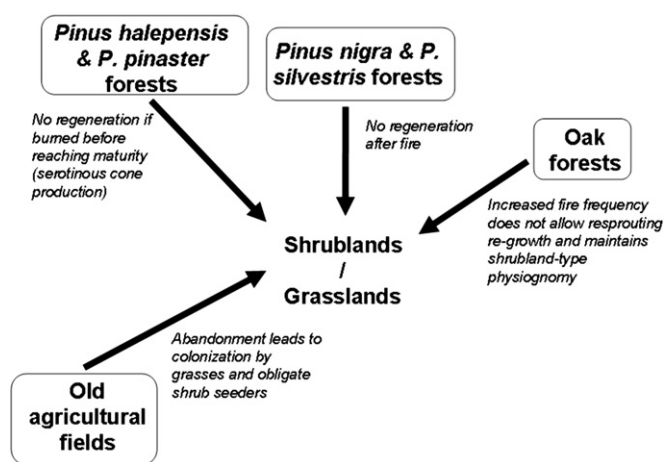 Pinus halepensis
& P. pinaster
forests
Pinus nigra & P.
silvestris forests
No regeneration if
burned before
reaching maturity
(serotinous cone
production)
No regeneration
after fire
Oak
forests
Increased fire frequency
does not allow resprouting
re-growth and maintains
shrubland-type
physiognomy
Shrublands
/
Grasslands
Abandonment leads to
colonization by
grasses and obligate
shrub seeders
Old
agricultural
fields